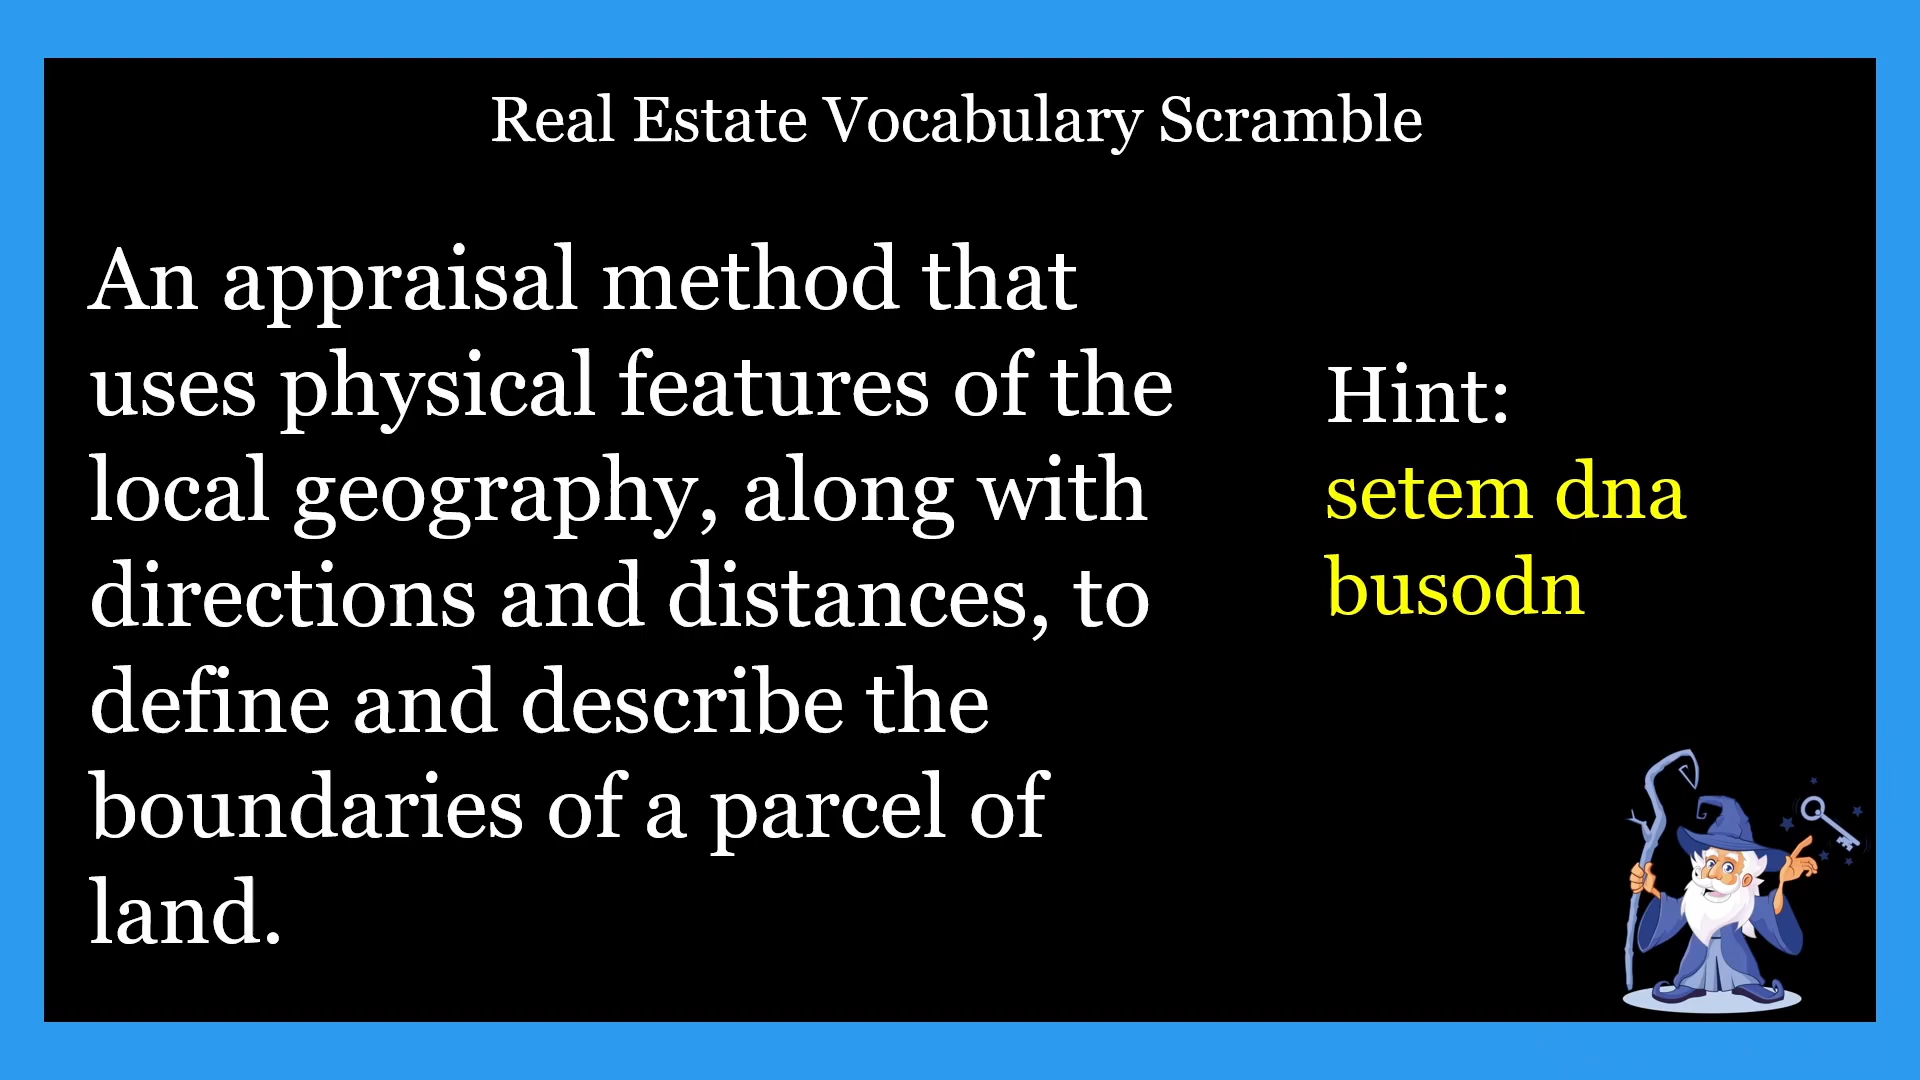 Real Estate Vocabulary Scramble
An appraisal method that
uses physical features of the
local geography, along with
directions and distances, to
define and describe the
boundaries of a parcel of
land.
Hint:
setem dna
busodn